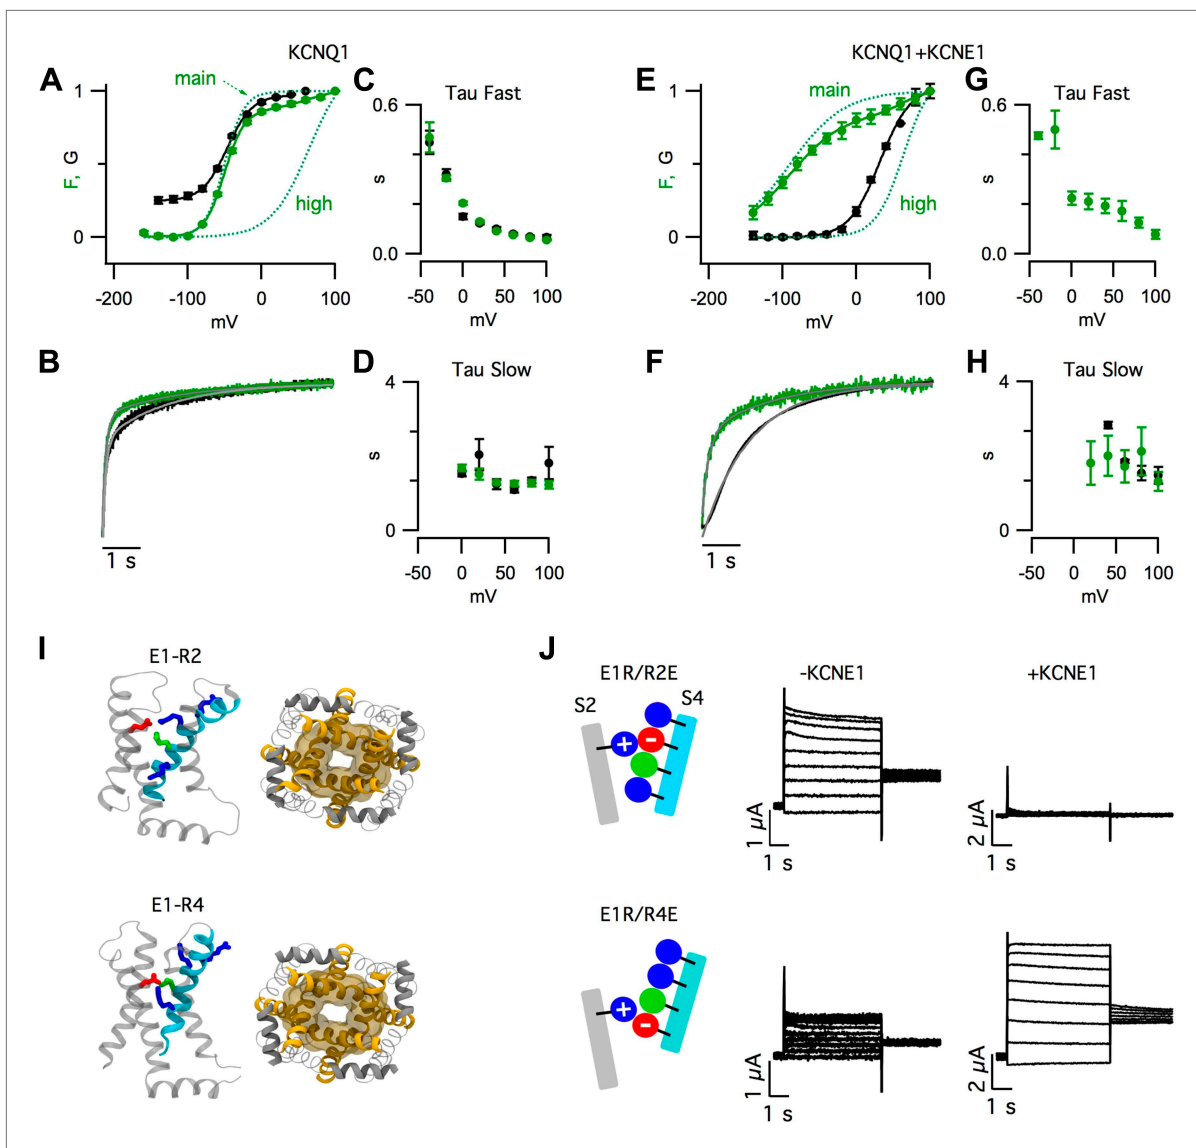 KCNQ1
KCNQ1+KCNE1
A
main
high
F, G
1
0
-200
-100
0
100
mV
C
Tau Fast
0.6
s
0.0
-50
0
50
100
mV
E
main
high
F, G
1
0
-200
-100
0
100
mV
G
Tau Fast
0.6
s
0.0
-50
0
50
100
mV
B
1 s
D
Tau Slow
4
s
0
-50
0
50
100
mV
F
1 s
H
Tau Slow
4
s
0
-50
0
50
100
mV
I
E1-R2
E1-R4
J
E1R/R2E
-KCNE1
+KCNE1
S2
S4
+
-
1 µA
1 s
2 µA
1 s
E1R/R4E
+
-
1 µA
1 s
2 µA
1 s